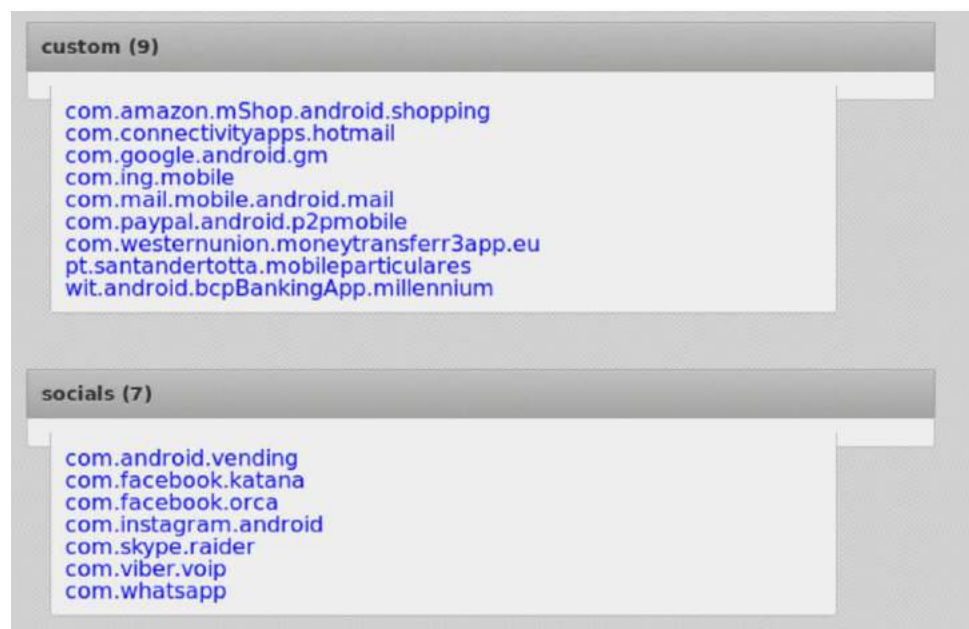 custom (9)
com.amazon.mShop.android.shopping
com.connectivityapps.hotmail
com.google.android.gm
com.ing.mobile
com.mail.mobile.android.mail
com.paypal.android.p2pmobile
com.westernunion.moneytransferr3app.eu
pt.santandertotta.mobileparticulares
wit.android.bcpBankingApp.millennium
socials (7)
com.android.vending
com.facebook.katana
com.facebook.orca
com.instagram.android
com.skype.raider
com.viber.voip
com.whatsapp